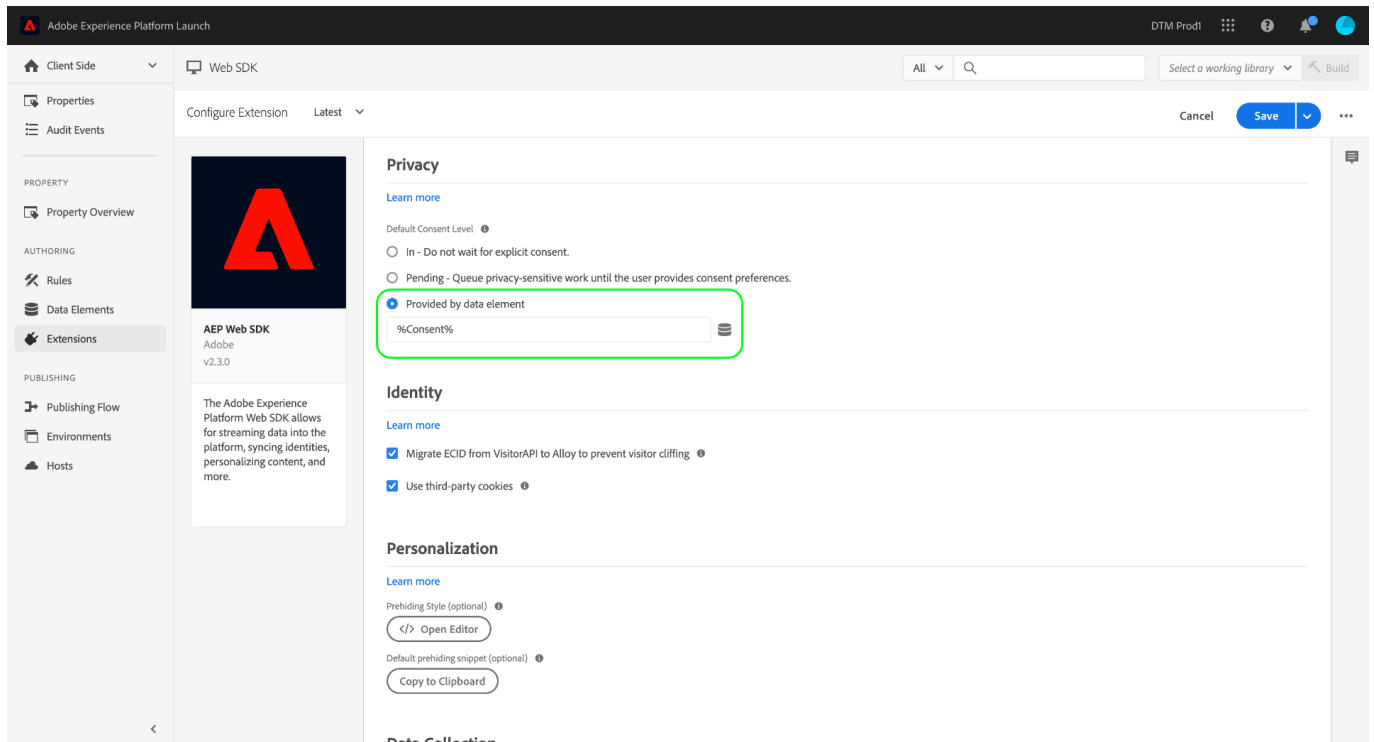 Adobe Experience Platform Launch
DTM Prod1
Client Side
Web SDK
All
Select a working library
Build
Properties
Audit Events
Configure Extension
Latest
Cancel
Save
PROPERTY
Property Overview
AUTHORING
Rules
Data Elements
Extensions
PUBLISHING
Publishing Flow
Environments
Hosts
AEP Web SDK
Adobe
v2.3.0
The Adobe Experience
Platform Web SDK allows
for streaming data into the
platform, syncing identities,
personalizing content, and
more.
Privacy
Learn more
Default Consent Level
In - Do not wait for explicit consent.
Pending - Queue privacy-sensitive work until the user provides consent preferences.
Provided by data element
%Consent%
Identity
Learn more
Migrate ECID from VisitorAPI to Alloy to prevent visitor cliffing
Use third-party cookies
Personalization
Learn more
Prehiding Style (optional)
</> Open Editor
Default prehiding snippet (optional)
Copy to Clipboard
Data Collection